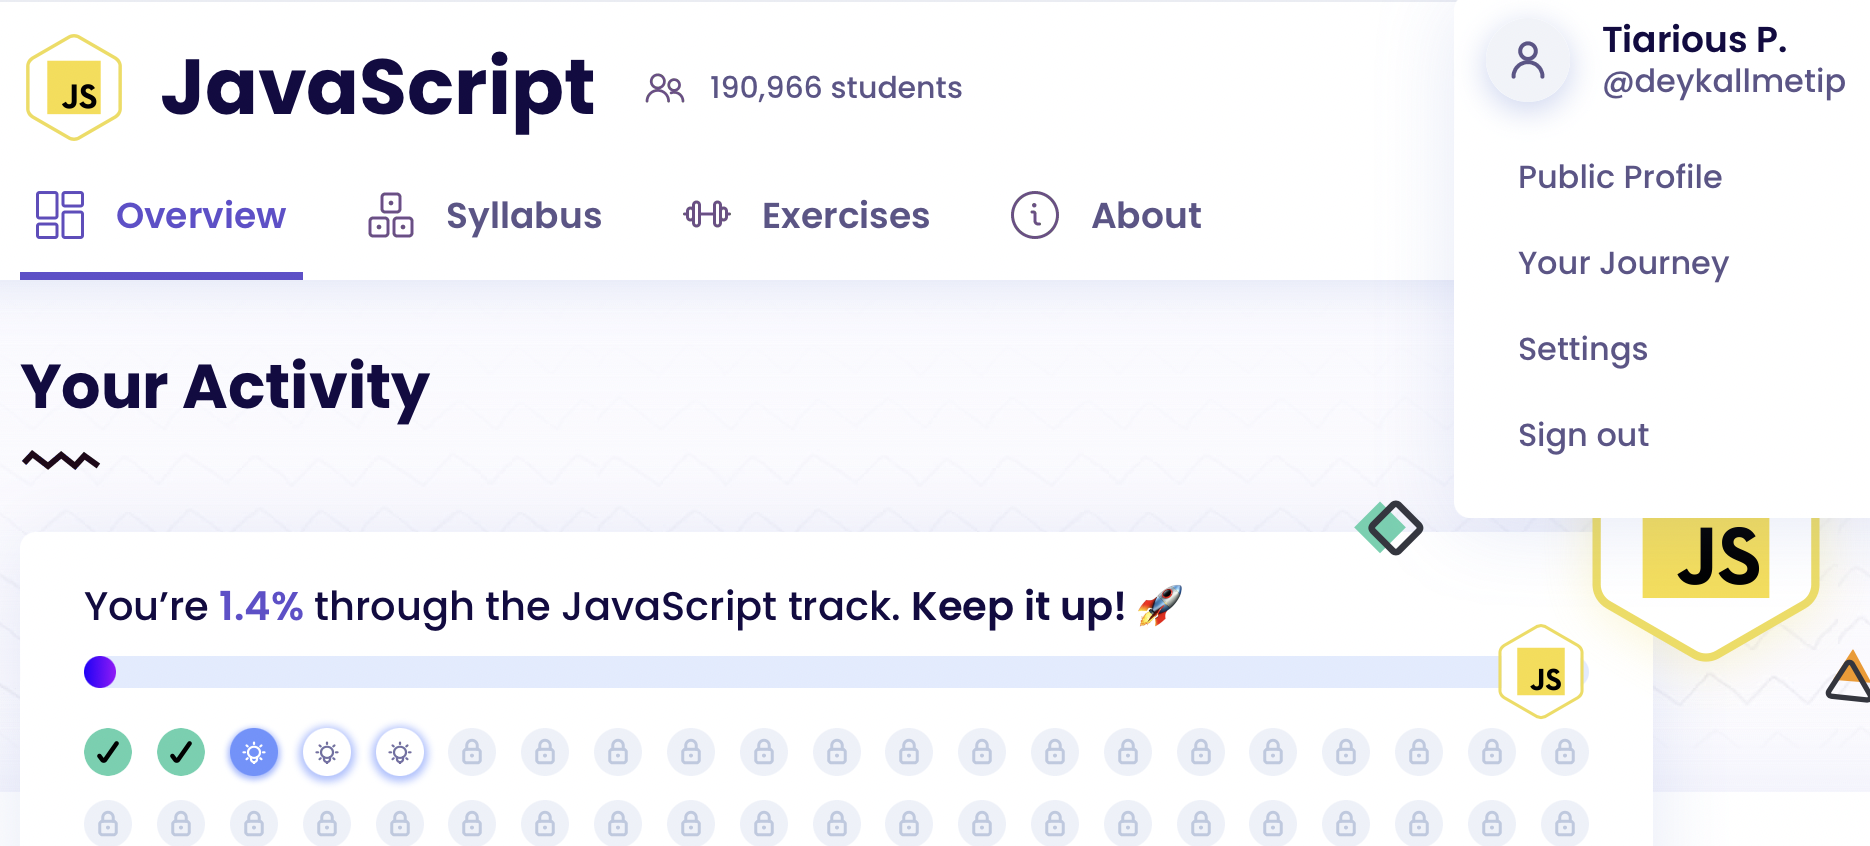 JS
JavaScript
190,966 students
Tiarious P.
@deykallmetip
Overview
Syllabus
Exercises
About
Public Profile
Your Journey
Settings
Sign out
Your Activity
JS
You’re 1.4% through the JavaScript track. Keep it up! 🚀
JS